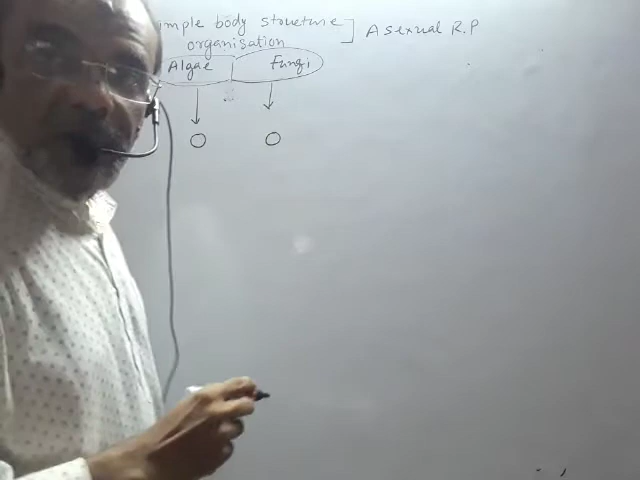 imple body structure ] Asexual R.P
organisation
Algae Fungi